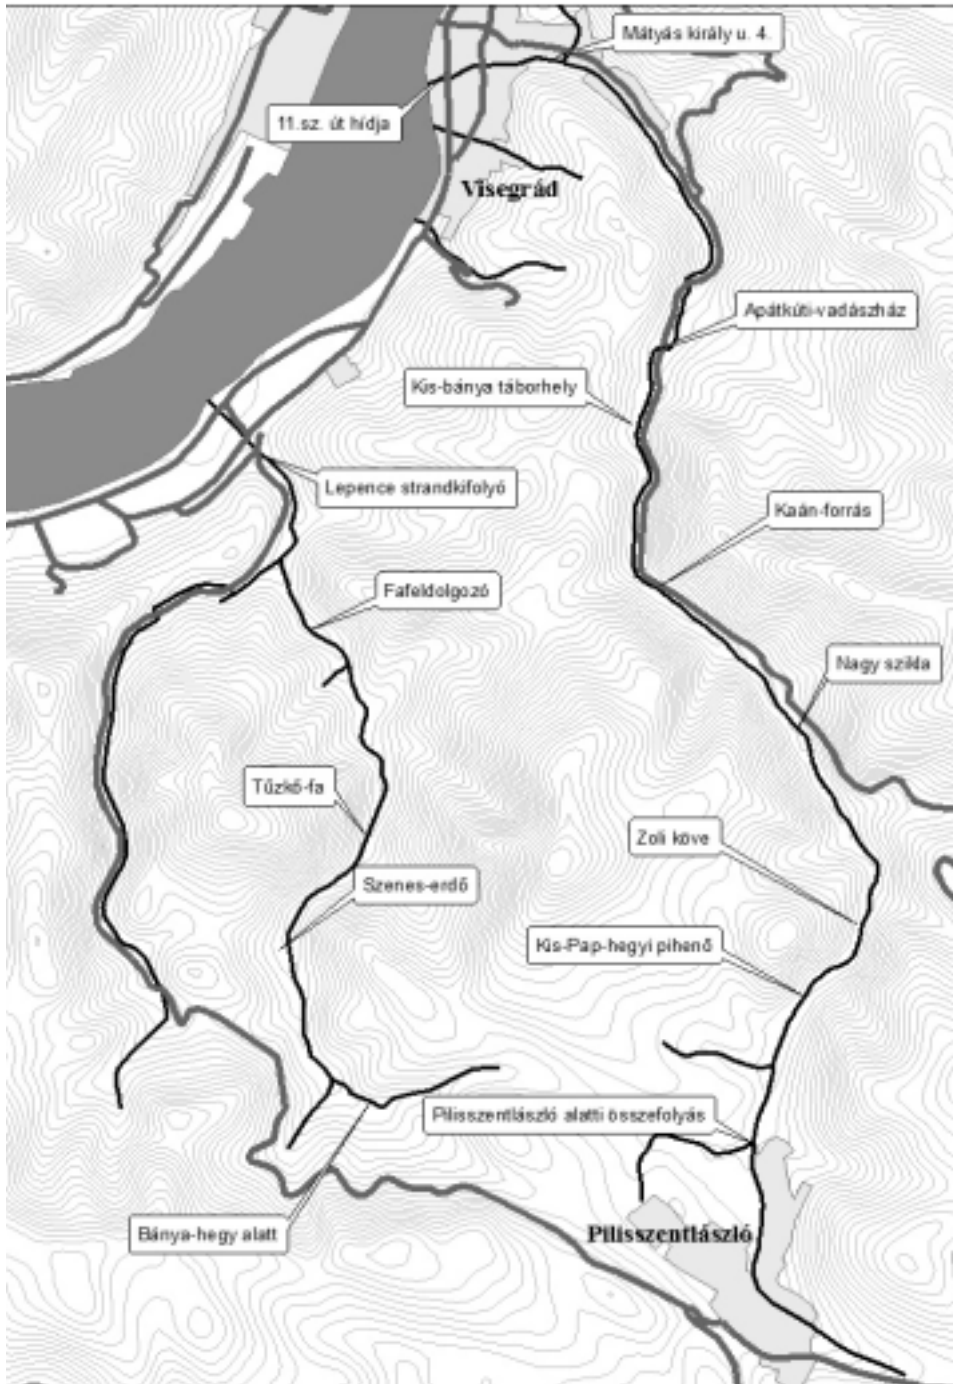 Mátyás király u. 4.
11.sz. út hídja
Visegrád
Apátkúti-vadászház
Kis-bánya táborhely
Lepence strandkifolyó
Kaán-forrás
Fafeldolgozó
Nagy szikla
Tűzkő-fa
Zoli köve
Szenes-erdő
Kis-Pap-hegyi pihenő
Pilisszentlászló alatti összefolyás
Bánya-hegy alatt
Pilisszentlászló